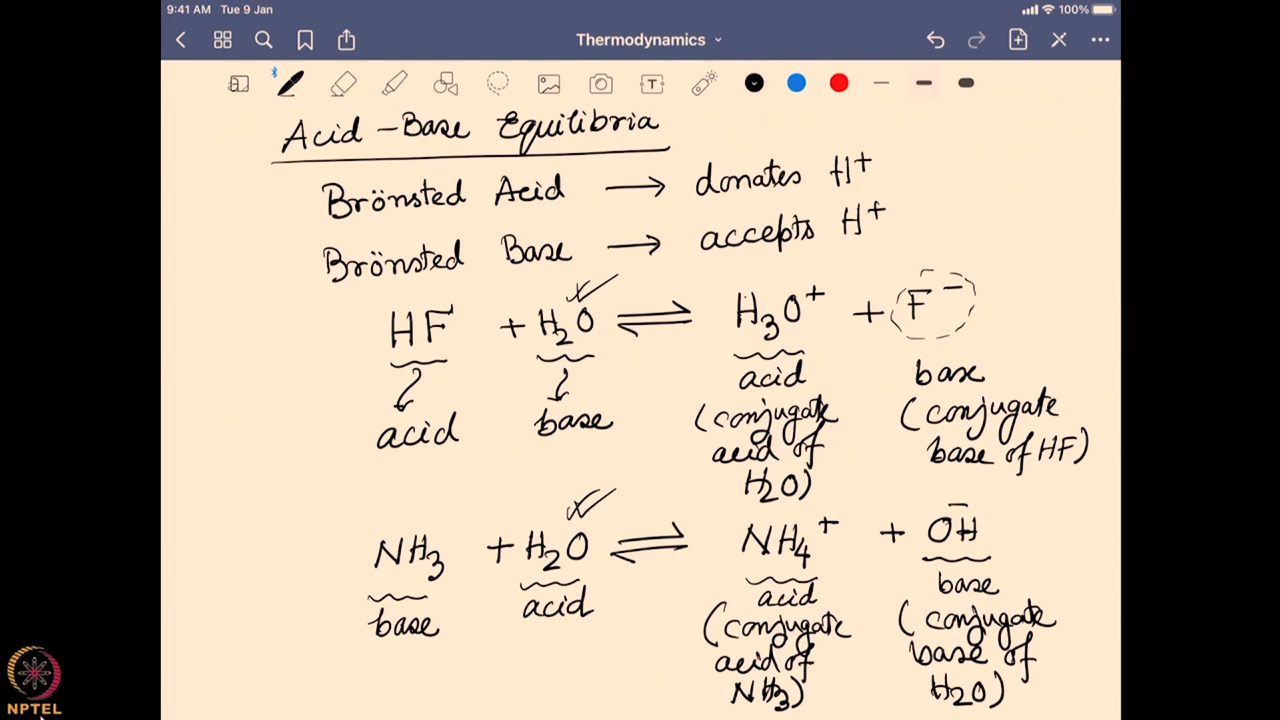 9:41 AM Tue 9 Jan
100%
Thermodynamics
T
Acid-Base Equilibria
Brönsted Acid → donates H⁺
Brönsted Base → accepts H⁺
HF + H₂O ⇌ H₃O⁺ + F⁻
acid base acid base
(conjugate acid of H₂O) (conjugate base of HF)
NH₃ + H₂O ⇌ NH₄⁺ + OH⁻
base acid acid base
(conjugate acid of NH₃) (conjugate base of H₂O)
NPTEL